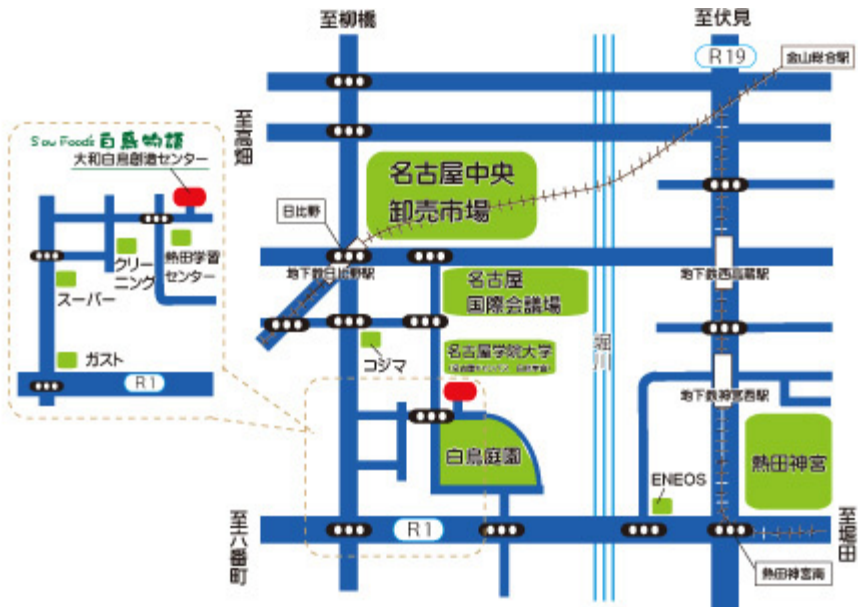 至柳橋
至伏見
R19
金山総合駅
至高畑
白鳥物語
大和白鳥創造センター
名古屋中央
卸売市場
日比野
地下鉄日比野駅
地下鉄西高蔵駅
クリー
ニング
熱田学習
センター
スーパー
名古屋
国際会議場
堀川
ガスト
コジマ
名古屋学院大学
R1
地下鉄神宮西駅
白鳥庭園
熱田神宮
ENEOS
至六番町
R1
至堀田
熱田神宮南